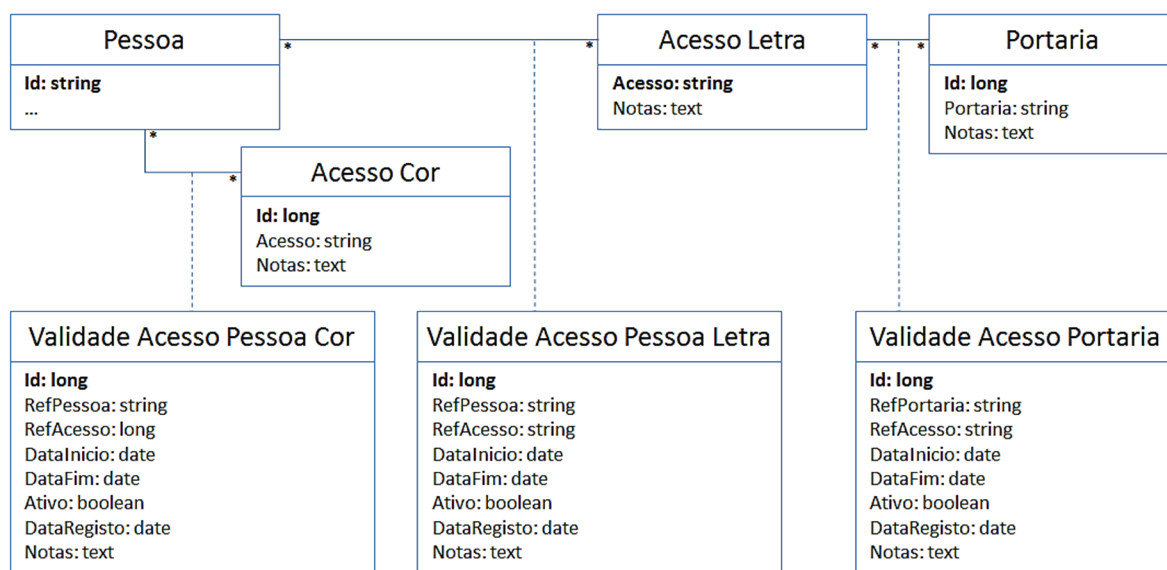 Pessoa
Id: string
...
*
*
Acesso Letra
Acesso: string
Notas: text
*
*
Portaria
Id: long
Portaria: string
Notas: text
*
*
Acesso Cor
Id: long
Acesso: string
Notas: text
Validade Acesso Pessoa Cor
Id: long
RefPessoa: string
RefAcesso: long
DataInicio: date
DataFim: date
Ativo: boolean
DataRegisto: date
Notas: text
Validade Acesso Pessoa Letra
Id: long
RefPessoa: string
RefAcesso: string
DataInicio: date
DataFim: date
Ativo: boolean
DataRegisto: date
Notas: text
Validade Acesso Portaria
Id: long
RefPortaria: string
RefAcesso: string
DataInicio: date
DataFim: date
Ativo: boolean
DataRegisto: date
Notas: text